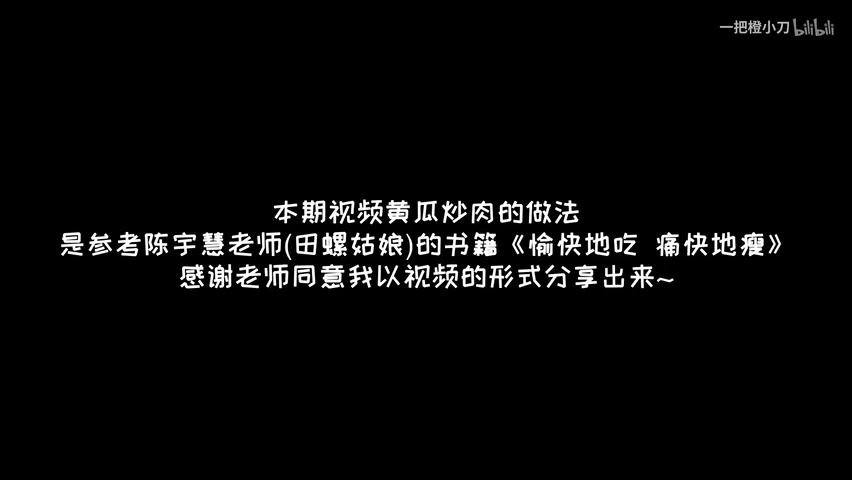 一把橙小刀 bilibili
本期视频黄瓜炒肉的做法
是参考陈宇慧老师(田螺姑娘)的书籍《愉快地吃 痛快地瘦》
感谢老师同意我以视频的形式分享出来~